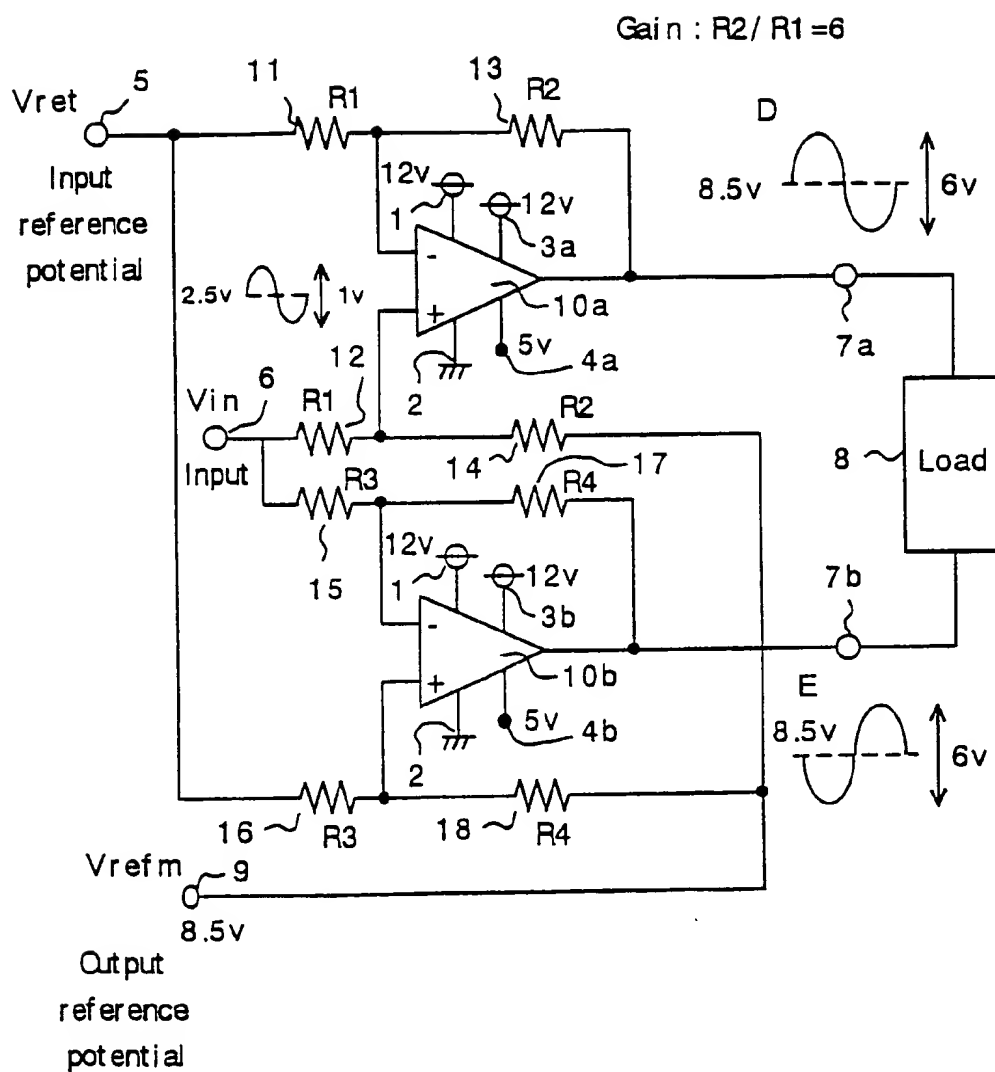 Gain : R2/ R1=6
5
11
13
Vret
R1
R2
D
Input
reference
potential
12v
12v
1
3a
8.5v
6v
2.5v
1v
-
+
10a
5v
4a
7a
2
12
Vin
6
R1
R2
Input
14
17
8
Load
R3
R4
15
12v
1
12v
3b
7b
-
+
10b
5v
4b
E
2
8.5v
6v
16
R3
18
R4
Vrefm
9
8.5v
Output
reference
potential